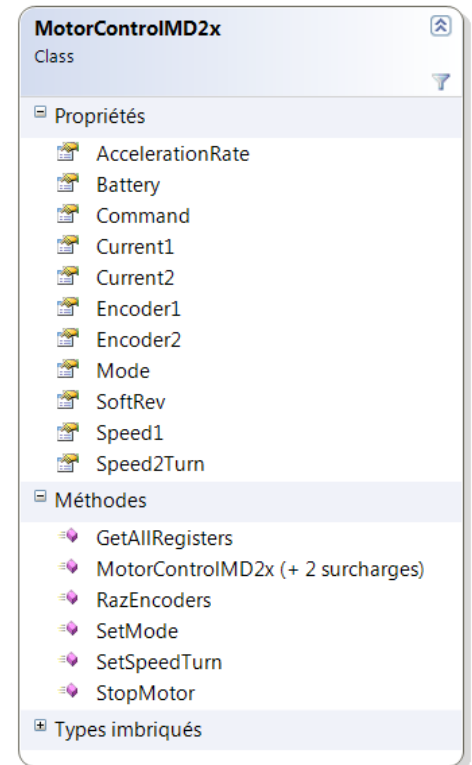 MotorControlMD2x
Class
Propriétés
AccelerationRate
Battery
Command
Current1
Current2
Encoder1
Encoder2
Mode
SoftRev
Speed1
Speed2Turn
Méthodes
GetAllRegisters
MotorControlMD2x (+ 2 surcharges)
RazEncoders
SetMode
SetSpeedTurn
StopMotor
Types imbriqués